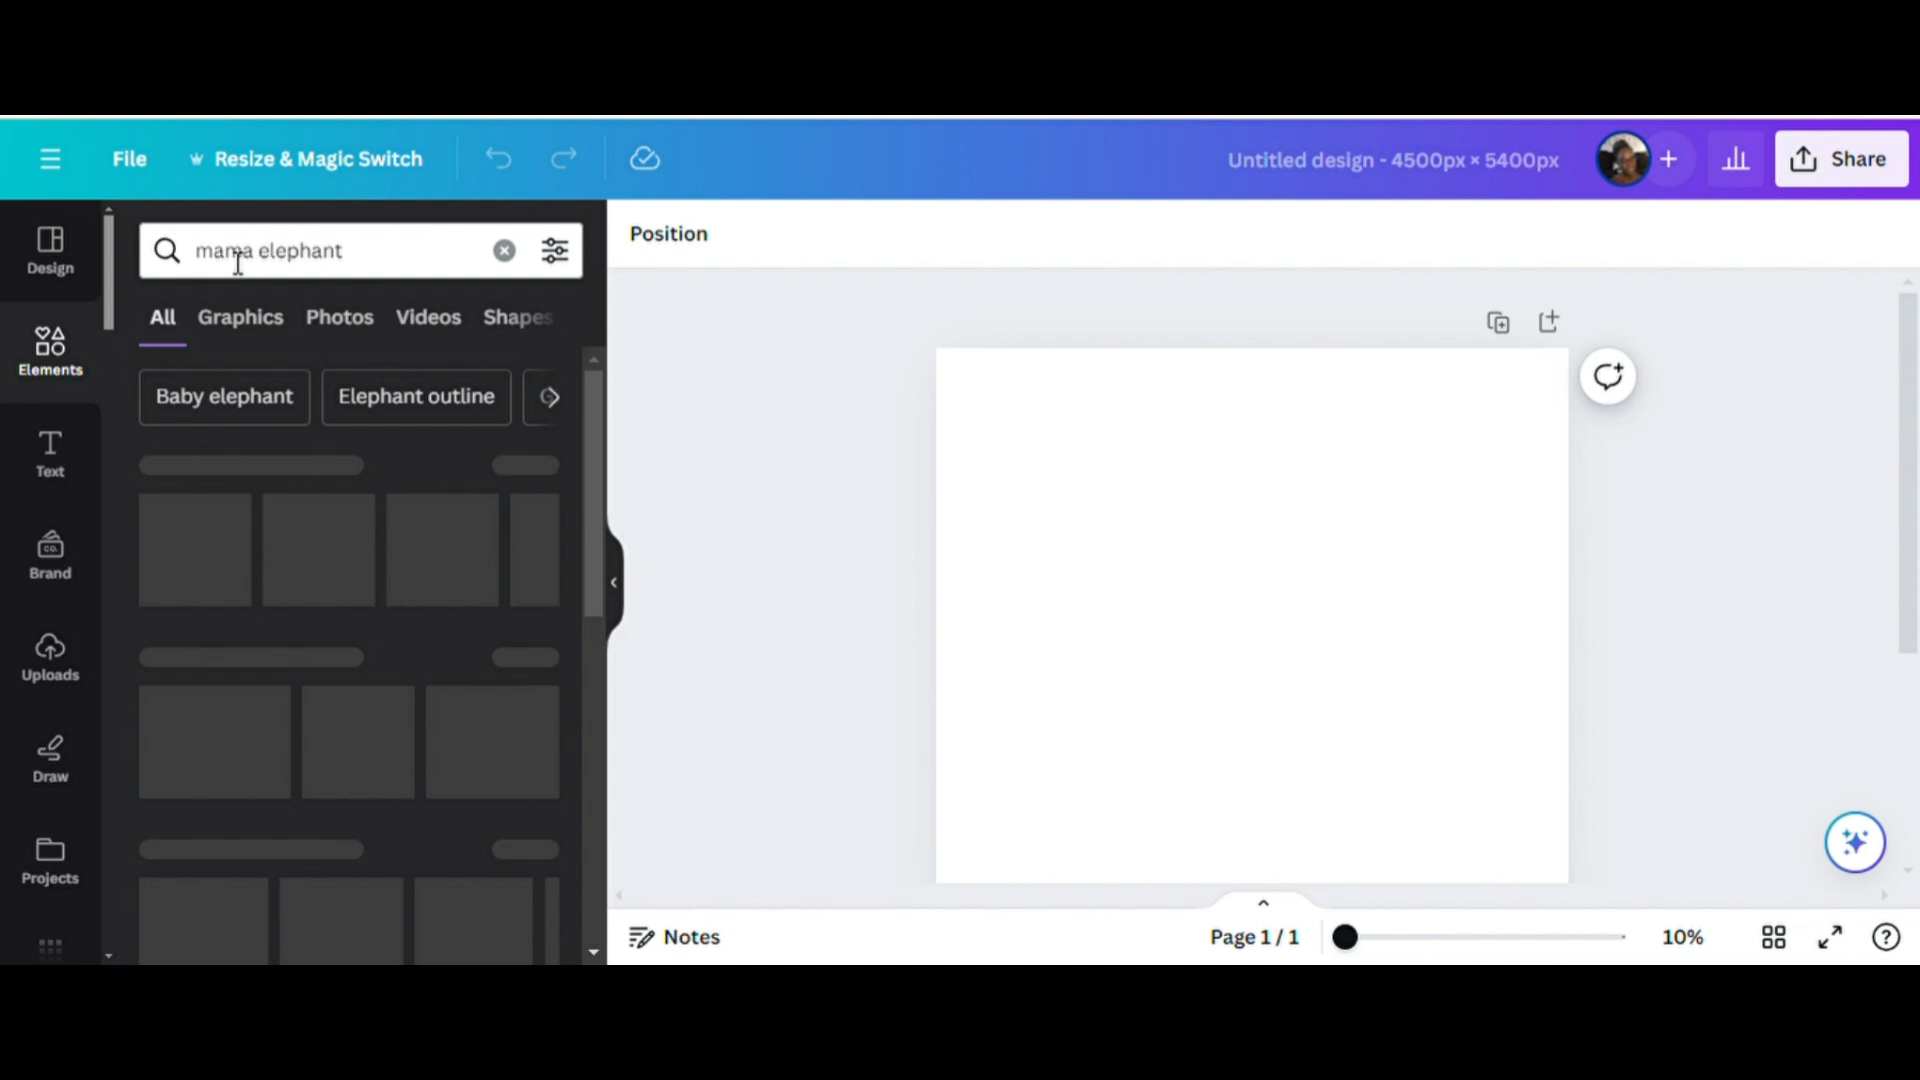 File
Resize & Magic Switch
Untitled design - 4500px × 5400px
Share
Design
Elements
Text
Brand
CO.
Uploads
Draw
Projects
mama elephant
All
Graphics
Photos
Videos
Shapes
Baby elephant
Elephant outline
Position
Notes
Page 1 / 1
10%